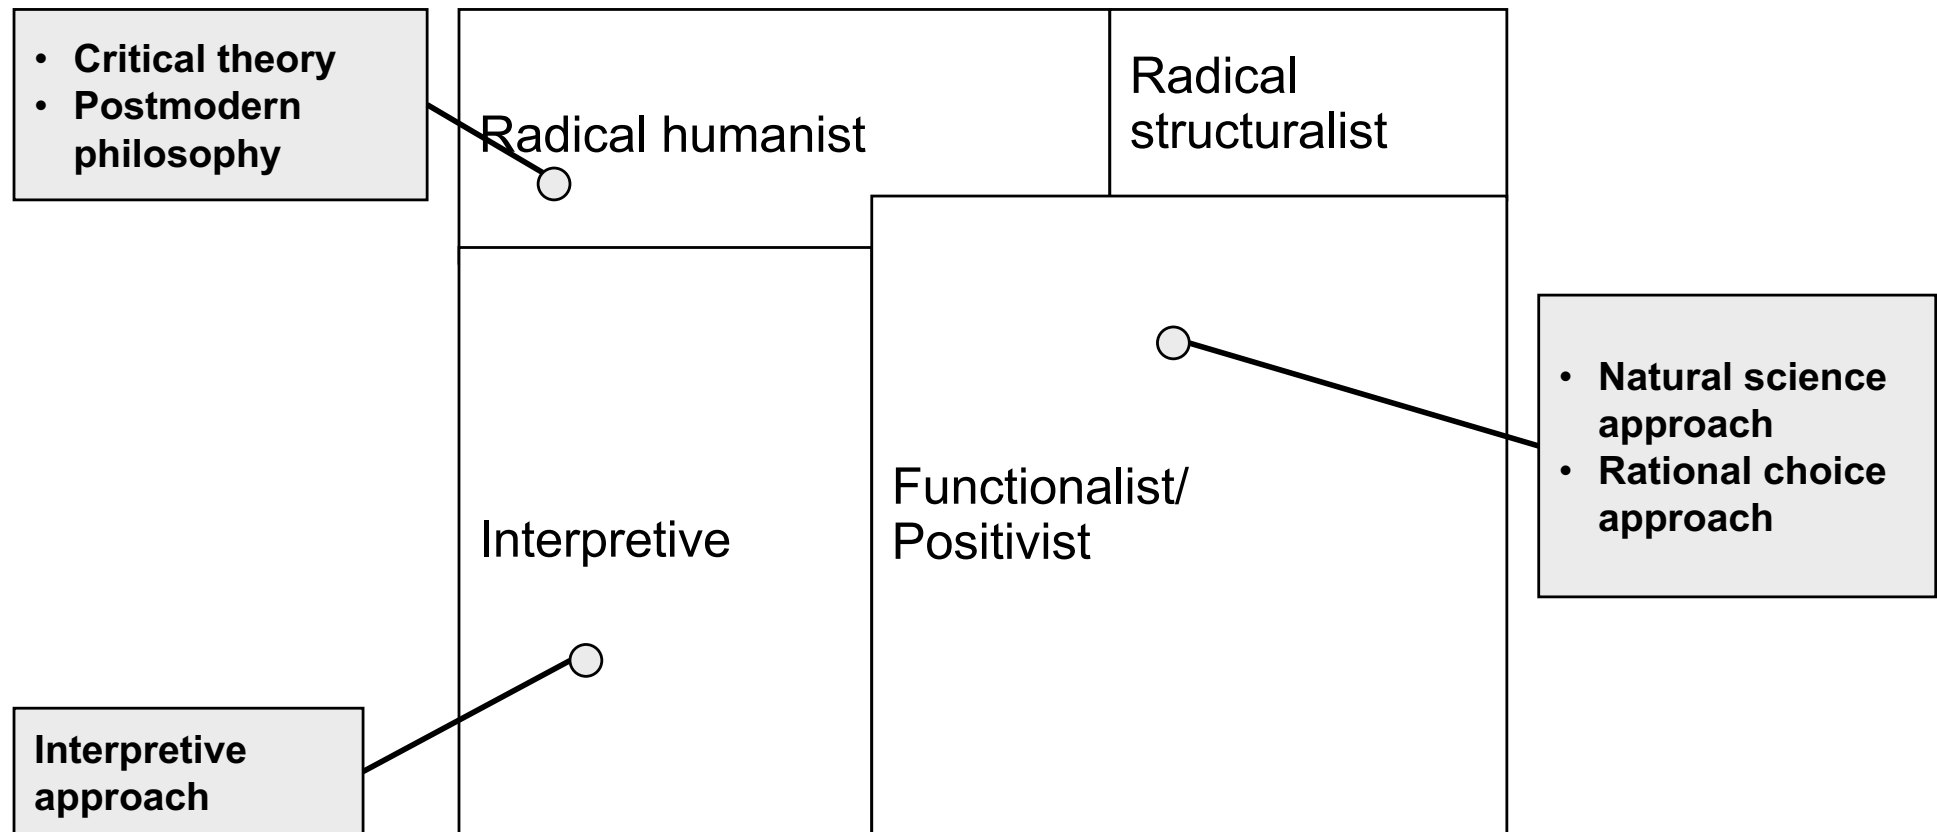 • Critical theory
• Postmodern
philosophy
Radical humanist
Radical
structuralist
Interpretive
Functionalist/
Positivist
• Natural science
approach
• Rational choice
approach
Interpretive
approach